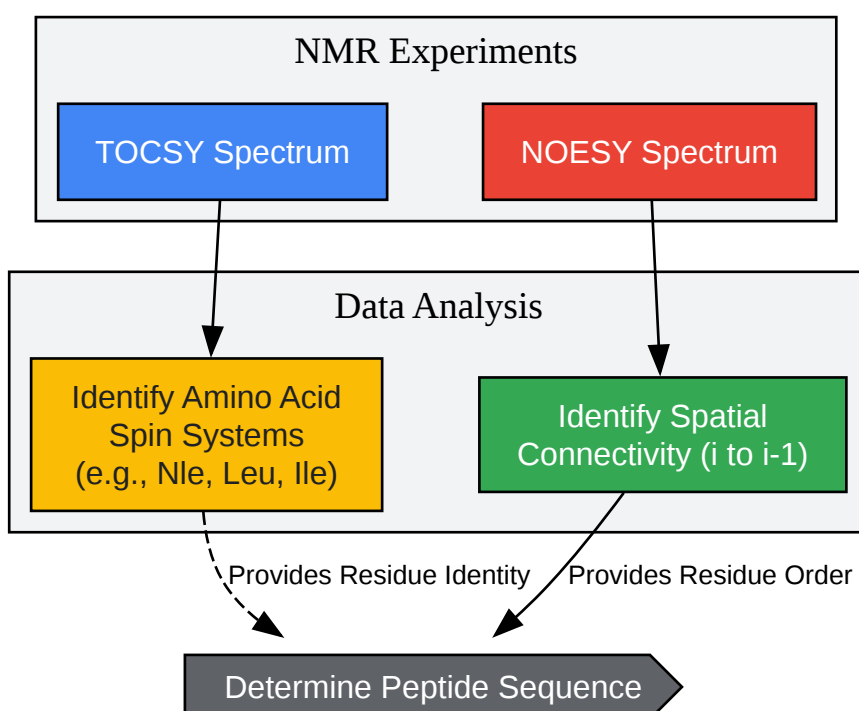 NMR Experiments
TOCSY Spectrum
NOESY Spectrum
Data Analysis
Identify Amino Acid
Spin Systems
(e.g., Nle, Leu, Ile)
Identify Spatial
Connectivity (i to i-1)
Provides Residue Identity
Provides Residue Order
Determine Peptide Sequence